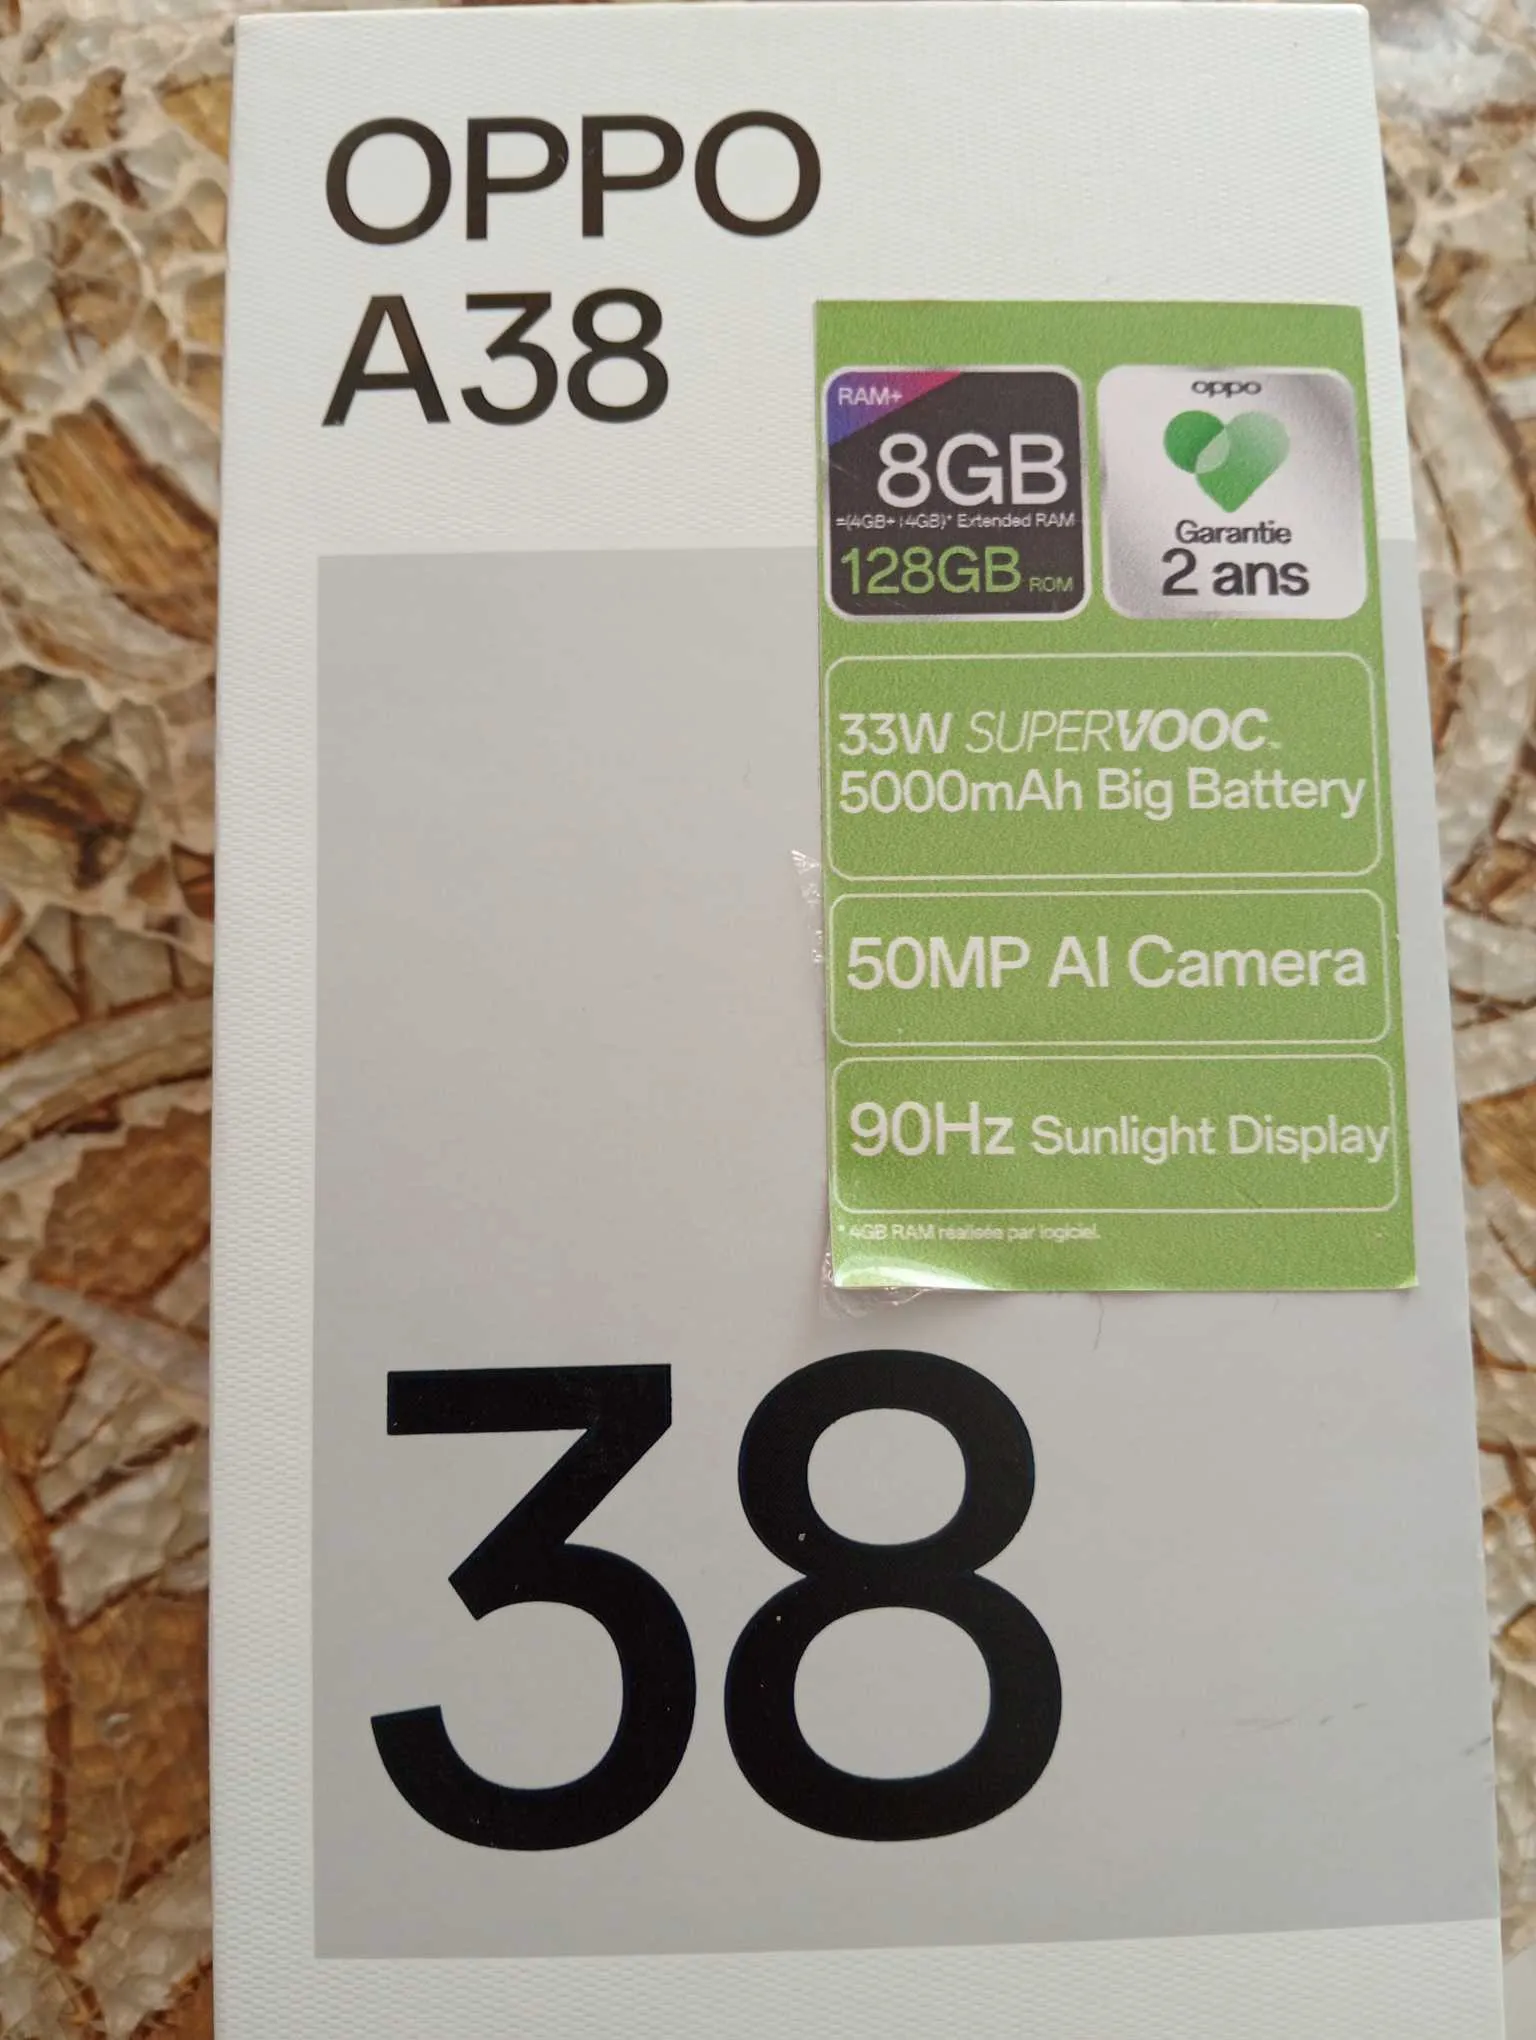 OPPO
A38
RAM+
8GB
=(4GB+4GB)* Extended RAM
128GB ROM
oppo
Garantie
2 ans
33W SUPERVOOC™
5000mAh Big Battery
50MP AI Camera
90Hz Sunlight Display
* 4GB RAM réalisée par logiciel.
38